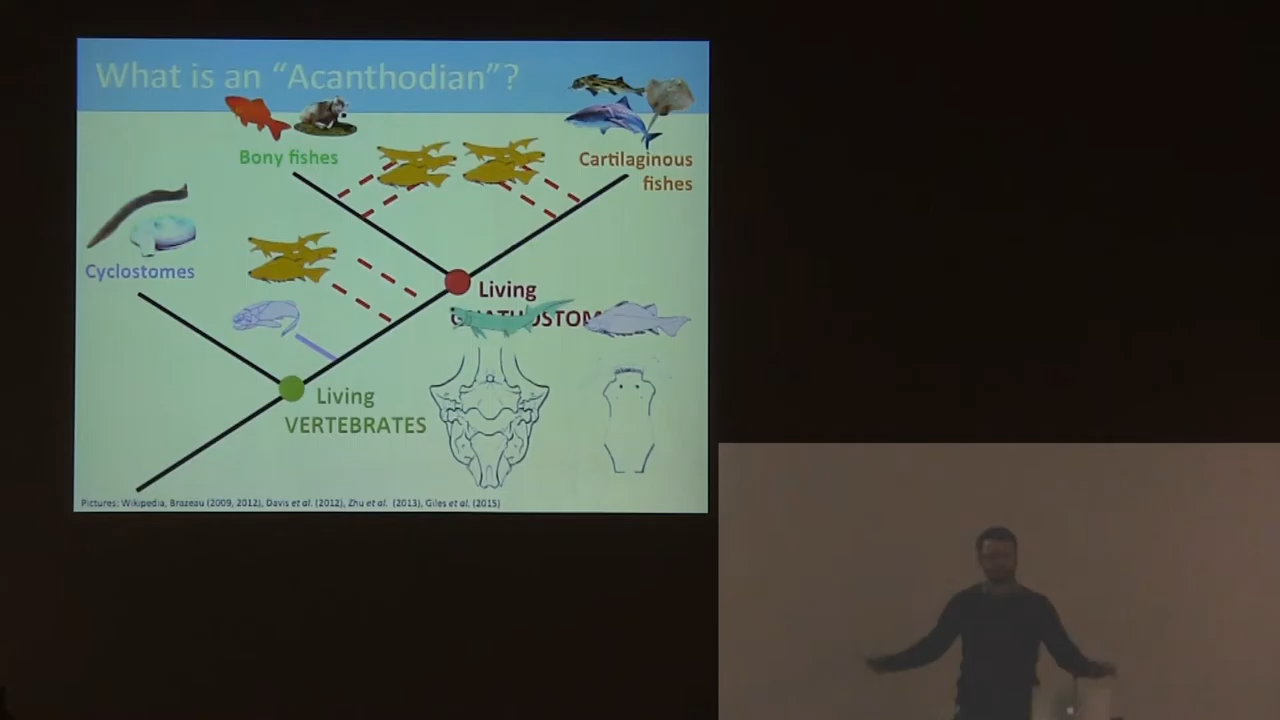 What is an “Acanthodian”?
Bony fishes
Cartilaginous
fishes
Cyclostomes
Living
Living
VERTEBRATES
Pictures: Wikipedia, Brazeau (2009, 2012), Davis et al. (2012), Zhu et al. (2013), Giles et al. (2015)